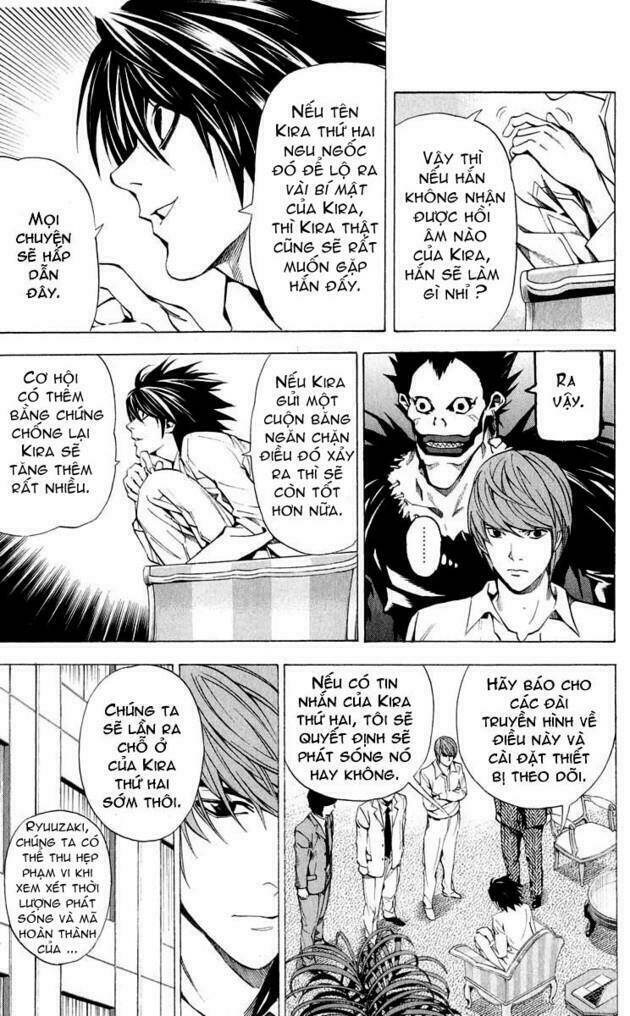 VẬY THÌ
NẾU HẮN
KHÔNG NHẬN
ĐƯỢC HỒI
ÂM NÀO
CỦA KIRA,
HẮN SẼ LÀM
GÌ NHỈ ?
NẾU TÊN
KIRA THỨ HAI
NGU NGỐC
ĐÓ ĐỂ LỘ RA
VÀI BÍ MẬT
CỦA KIRA,
THÌ KIRA THẬT
CŨNG SẼ RẤT
MUỐN GẶP
HẮN ĐẤY.
MỌI
CHUYỆN
SẼ HẤP
DẪN
ĐÂY.
RA
VẬY.
.........
NẾU KIRA
GỬI MỘT
CUỘN BĂNG
NGĂN CHẶN
ĐIỀU ĐÓ XẢY
RA THÌ SẼ
CÒN TỐT
HƠN NỮA.
CƠ HỘI
CÓ THÊM
BẰNG CHỨNG
CHỐNG LẠI
KIRA SẼ
TĂNG THÊM
RẤT NHIỀU.
HÃY BÁO CHO
CÁC ĐÀI
TRUYỀN HÌNH VỀ
ĐIỀU NÀY VÀ
CÀI ĐẶT THIẾT
BỊ THEO DÕI.
NẾU CÓ TIN
NHẮN CỦA KIRA
THỨ HAI, TÔI SẼ
QUYẾT ĐỊNH SẼ
PHÁT SÓNG NÓ
HAY KHÔNG.
CHÚNG TA
SẼ LẦN RA
CHỖ Ở
CỦA KIRA
THỨ HAI
SỚM THÔI.
RYUUZAKI,
CHÚNG TA CÓ
THỂ THU HẸP
PHẠM VI KHI
XEM XÉT THỜI
LƯỢNG PHÁT
SÓNG VÀ MÃ
HOÀN THÀNH
CỦA ...